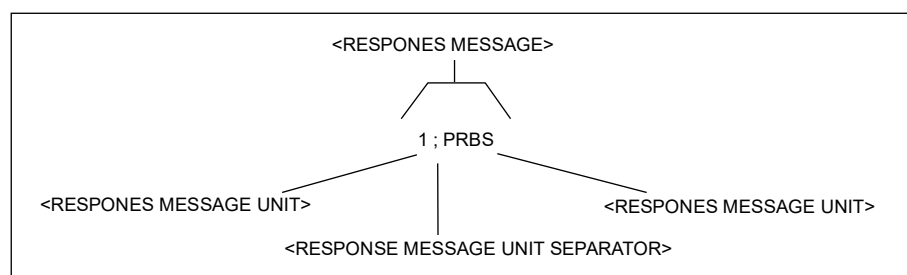 <RESPONES MESSAGE>
1 ; PRBS
<RESPONES MESSAGE UNIT>
<RESPONES MESSAGE UNIT>
<RESPONSE MESSAGE UNIT SEPARATOR>